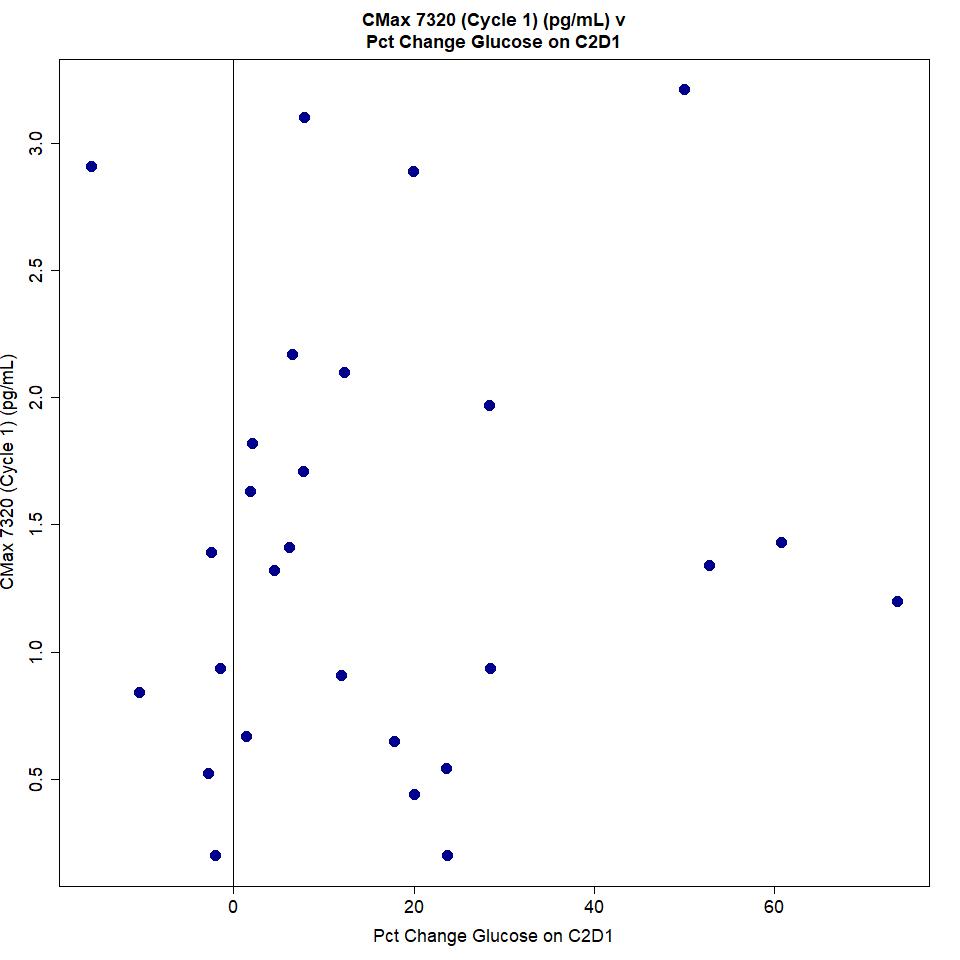 CMax 7320 (Cycle 1) (pg/mL) v
Pct Change Glucose on C2D1
CMax 7320 (Cycle 1) (pg/mL)
3.0
2.5
2.0
1.5
1.0
0.5
0 20 40 60
Pct Change Glucose on C2D1